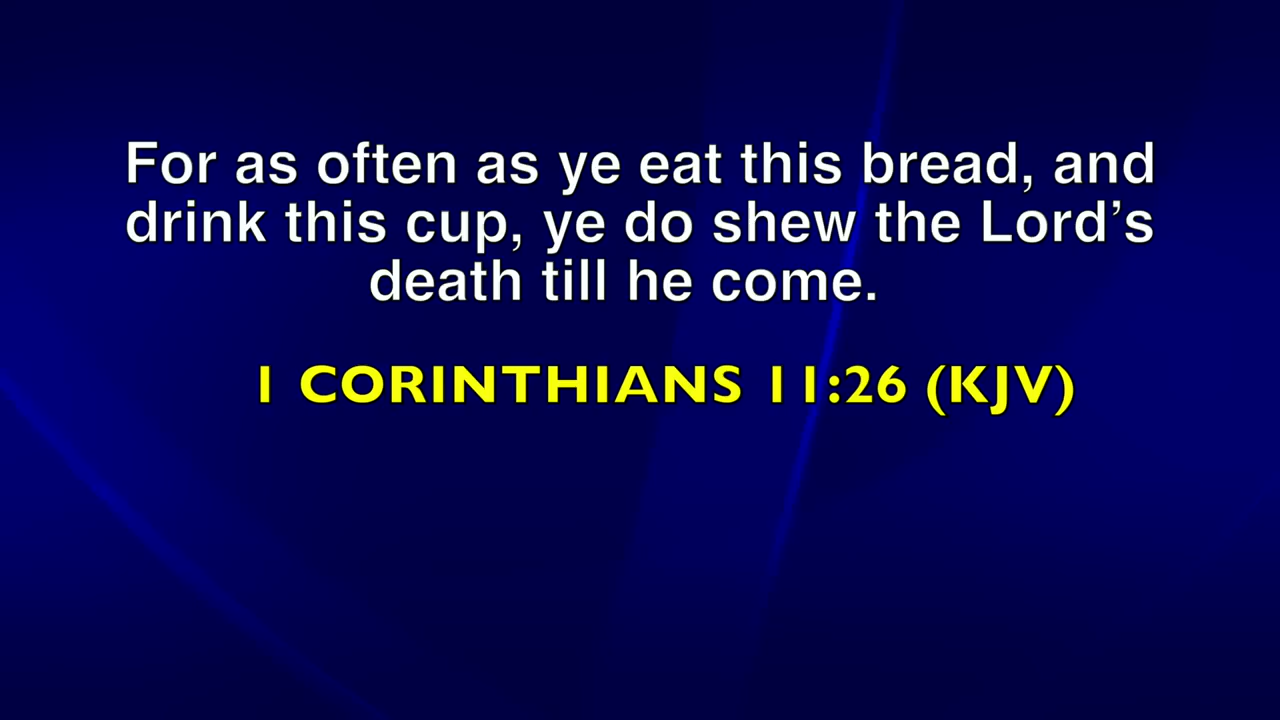 For as often as ye eat this bread, and
drink this cup, ye do shew the Lord’s
death till he come.
1 CORINTHIANS 11:26 (KJV)